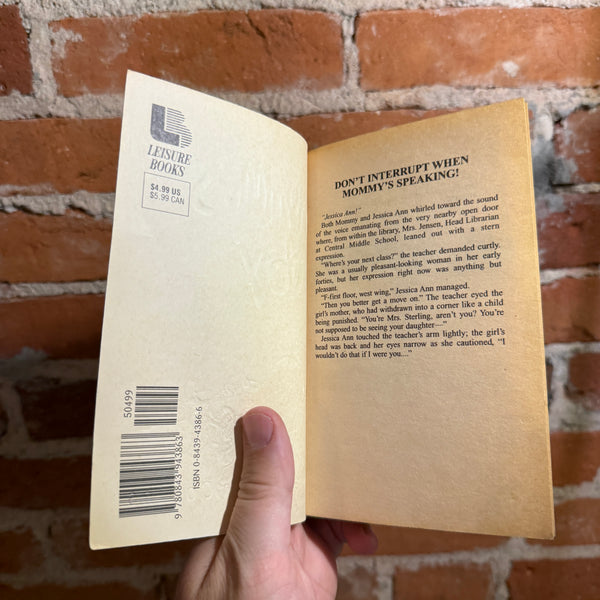 LEISURE
BOOKS
$4.99 US
$5.99 CAN
50499
9 780843 943863
ISBN 0-8439-4386-6
DON'T INTERRUPT WHEN
MOMMY'S SPEAKING!
"Jessica Ann!"
Both Mommy and Jessica Ann whirled toward the sound
of the voice emanating from the very nearby open door
where, from within the library, Mrs. Jensen, Head Librarian
at Central Middle School, leaned out with a stern
expression.
"Where's your next class?" the teacher demanded curtly.
She was a usually pleasant-looking woman in her early
forties, but her expression right now was anything but
pleasant.
"F-first floor, west wing," Jessica Ann managed.
"Then you better get a move on." The teacher eyed the
girl's mother, who had withdrawn into a corner like a child
being punished. "You're Mrs. Sterling, aren't you? You're
not supposed to be seeing your daughter—"
Jessica Ann touched the teacher's arm lightly; the girl's
head was back and her eyes narrow as she cautioned, "I
wouldn't do that if I were you...."